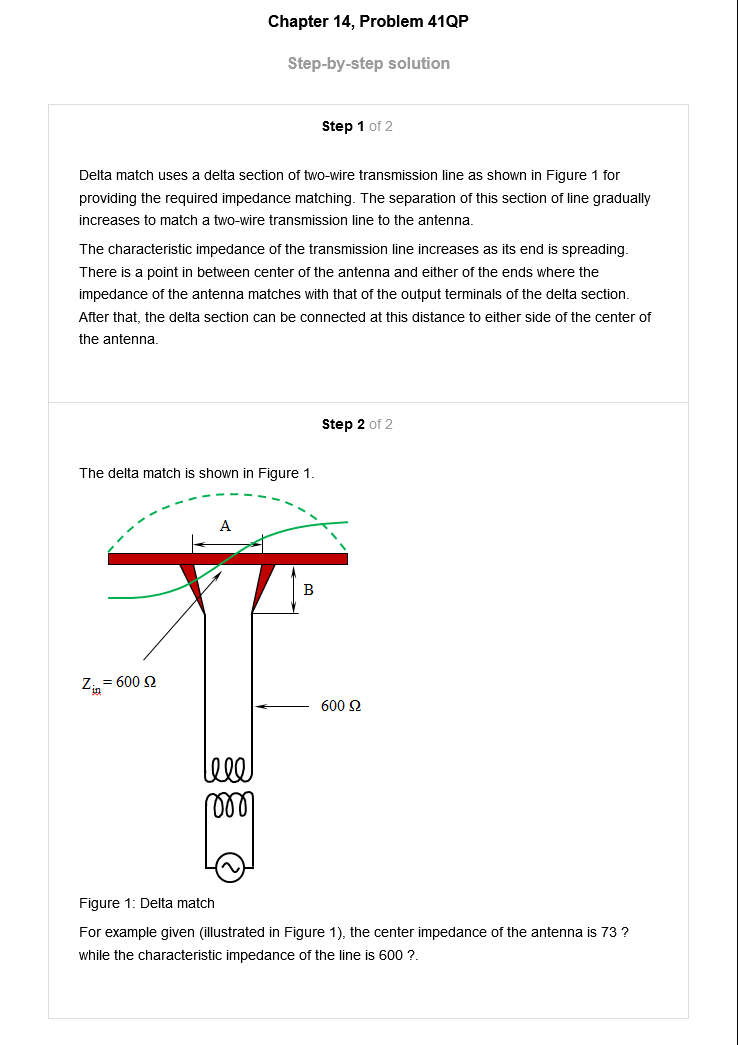 Chapter 14, Problem 41QP
Step-by-step solution
Step 1 of 2
Delta match uses a delta section of two-wire transmission line as shown in Figure 1 for
providing the required impedance matching. The separation of this section of line gradually
increases to match a two-wire transmission line to the antenna.
The characteristic impedance of the transmission line increases as its end is spreading.
There is a point in between center of the antenna and either of the ends where the
impedance of the antenna matches with that of the output terminals of the delta section.
After that, the delta section can be connected at this distance to either side of the center of
the antenna.
Step 2 of 2
The delta match is shown in Figure 1.
A
B
Zin = 600 Ω
600 Ω
Figure 1: Delta match
For example given (illustrated in Figure 1), the center impedance of the antenna is 73 ?
while the characteristic impedance of the line is 600 ?.